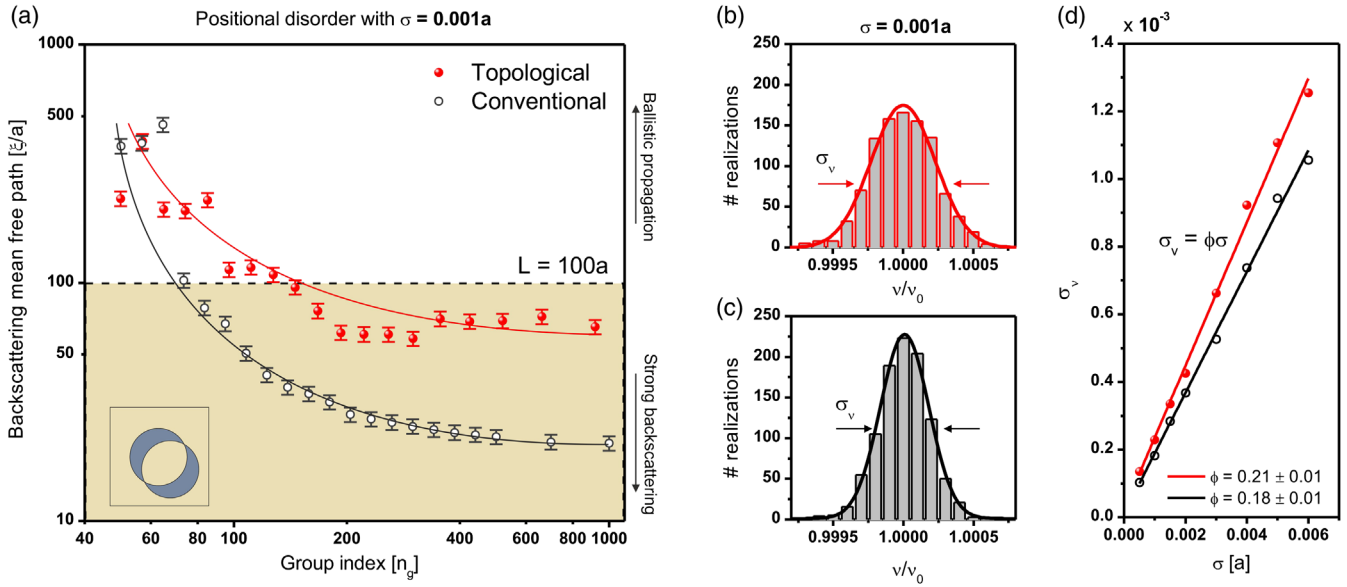 (a)
Positional disorder with σ = 0.001a
Backscattering mean free path [ξ/a]
1000
500
100
50
10
Topological
Conventional
L = 100a
Ballistic propagation
Strong backscattering
40 60 80 100 200 400 600 800 1000
Group index [n_g]
(b)
σ = 0.001a
# realizations
250
200
150
100
50
0
σ_ν
0.9995 1.0000 1.0005
ν/ν₀
(c)
# realizations
250
200
150
100
50
0
σ_ν
0.9995 1.0000 1.0005
ν/ν₀
(d)
x 10⁻³
σ_ν
1.4
1.2
1.0
0.8
0.6
0.4
0.2
0.0
σ_ν = ϕσ
ϕ = 0.21 ± 0.01
ϕ = 0.18 ± 0.01
0.000 0.002 0.004 0.006
σ [a]